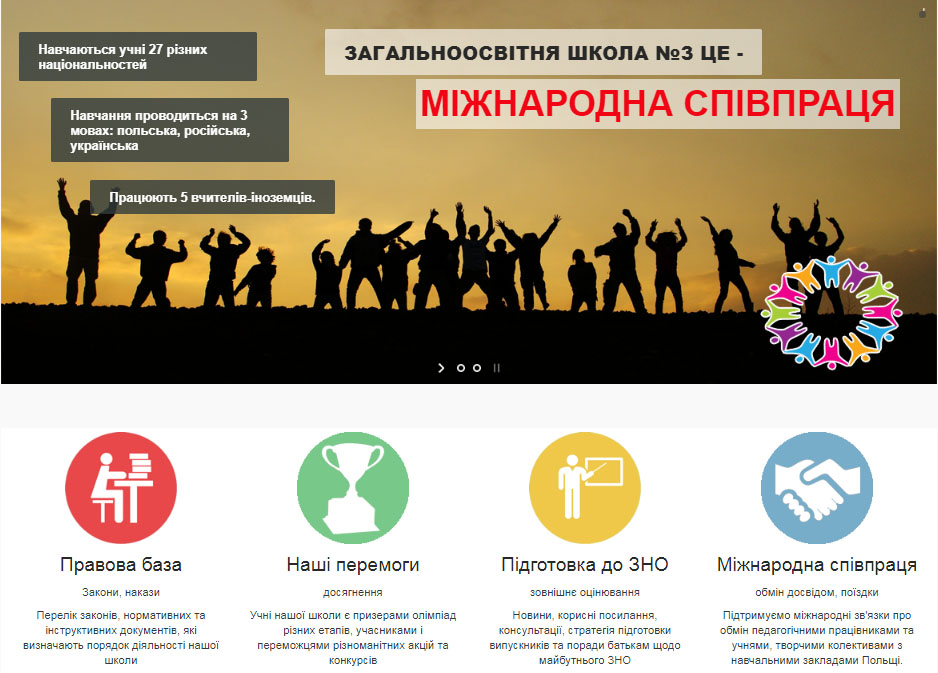 Навчаються учні 27 різних
національностей
Навчання проводиться на 3
мовах: польська, російська,
українська
Працюють 5 вчителів-іноземців.
ЗАГАЛЬНООСВІТНЯ ШКОЛА №3 ЦЕ -
МІЖНАРОДНА СПІВПРАЦЯ
Правова база
Закони, накази
Перелік законів, нормативних та
інструктивних документів, які
визначають порядок діяльності нашої
школи
Наші перемоги
досягнення
Учні нашої школи є призерами олімпіад
різних етапів, учасниками і
переможцями різноманітних акцій та
конкурсів
Підготовка до ЗНО
зовнішнє оцінювання
Новини, корисні посилання,
консультації, стратегія підготовки
випускників та поради батькам щодо
майбутнього ЗНО
Міжнародна співпраця
обмін досвідом, поїздки
Підтримуємо міжнародні зв'язки про
обмін педагогічними працівниками та
учнями, творчими колективами з
навчальними закладами Польщі.